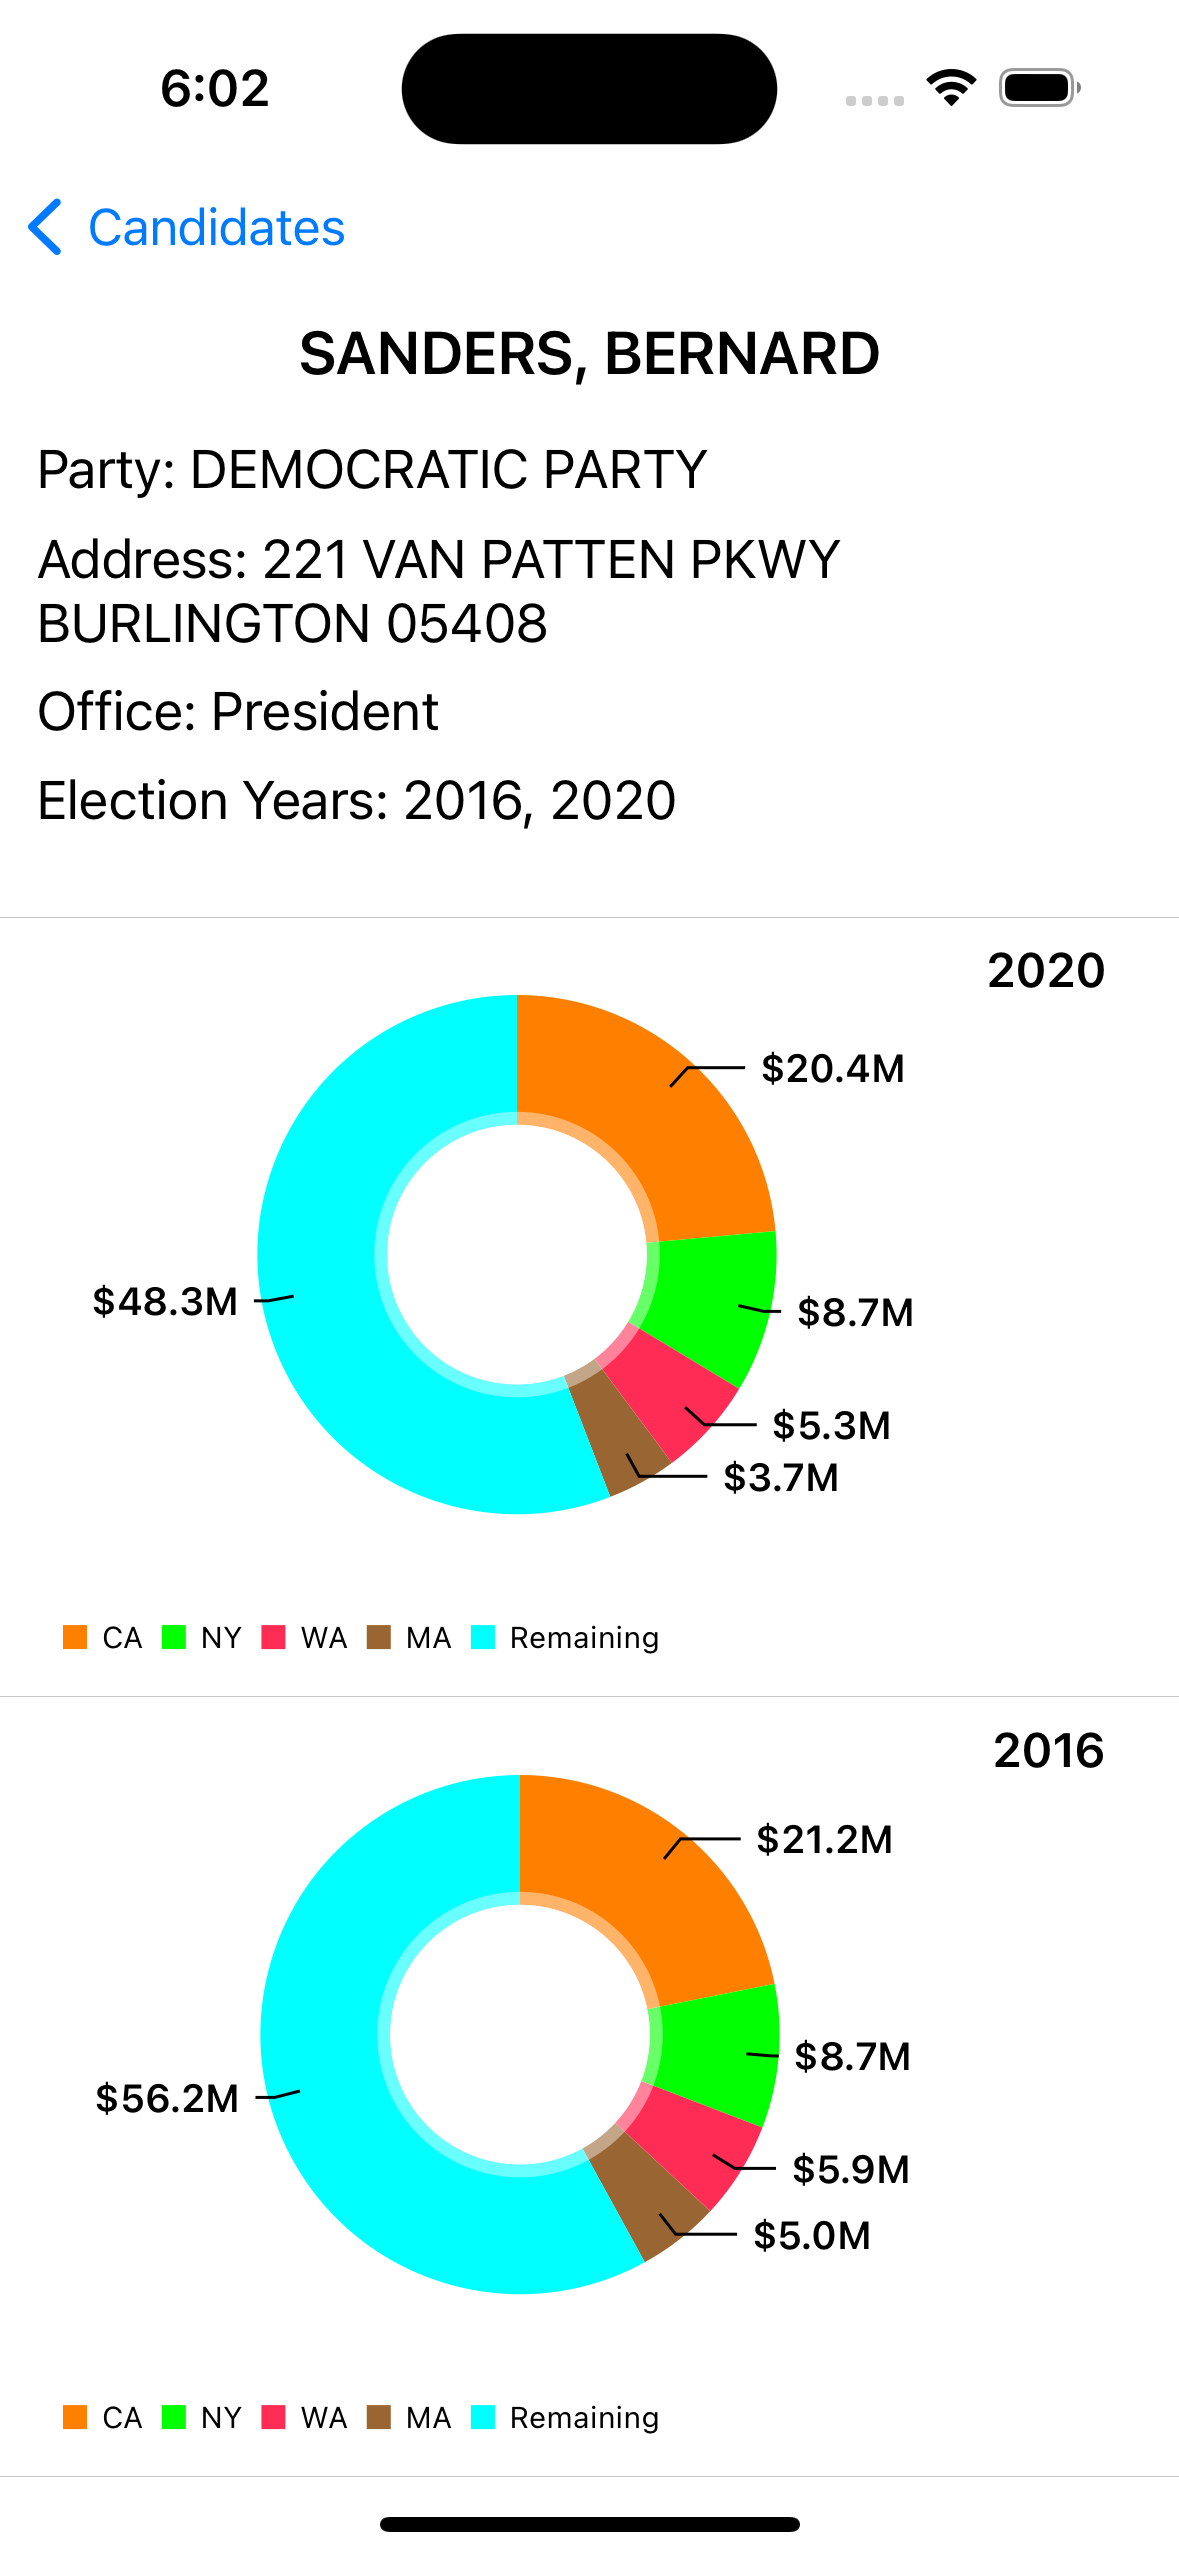 6:02
Candidates
SANDERS, BERNARD
Party: DEMOCRATIC PARTY
Address: 221 VAN PATTEN PKWY
BURLINGTON 05408
Office: President
Election Years: 2016, 2020
2020
$20.4M
$48.3M
$8.7M
$5.3M
$3.7M
CA NY WA MA Remaining
2016
$21.2M
$8.7M
$56.2M
$5.9M
$5.0M
CA NY WA MA Remaining